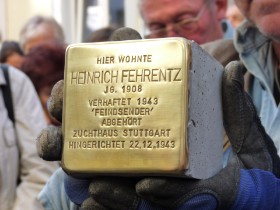 HIER WOHNTE
HEINRICH FEHRENTZ
JG. 1908
VERHAFTET 1943
'FEINDSENDER'
ABGEHÖRT
ZUCHTHAUS STUTTGART
HINGERICHTET 22.12.1943